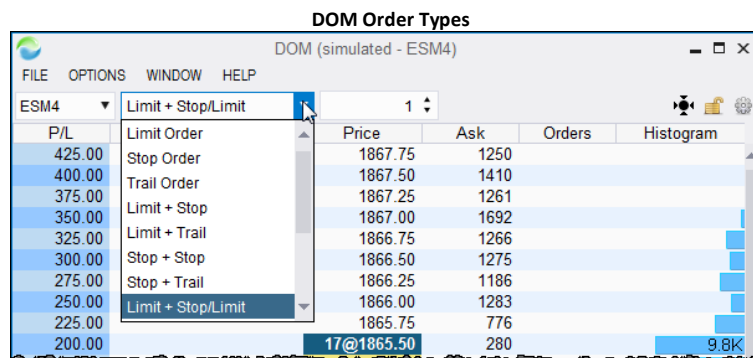 DOM Order Types
DOM (simulated - ESM4)
FILE OPTIONS WINDOW HELP
ESM4 Limit + Stop/Limit 1
P/L Price Ask Orders Histogram
425.00 Limit Order 1867.75 1250
400.00 Stop Order 1867.50 1410
375.00 Trail Order 1867.25 1261
350.00 Limit + Stop 1867.00 1692
325.00 Limit + Trail 1866.75 1266
300.00 Stop + Stop 1866.50 1275
275.00 Stop + Trail 1866.25 1186
250.00 Limit + Stop/Limit 1866.00 1283
225.00 1865.75 776
200.00 17@1865.50 280 9.8K